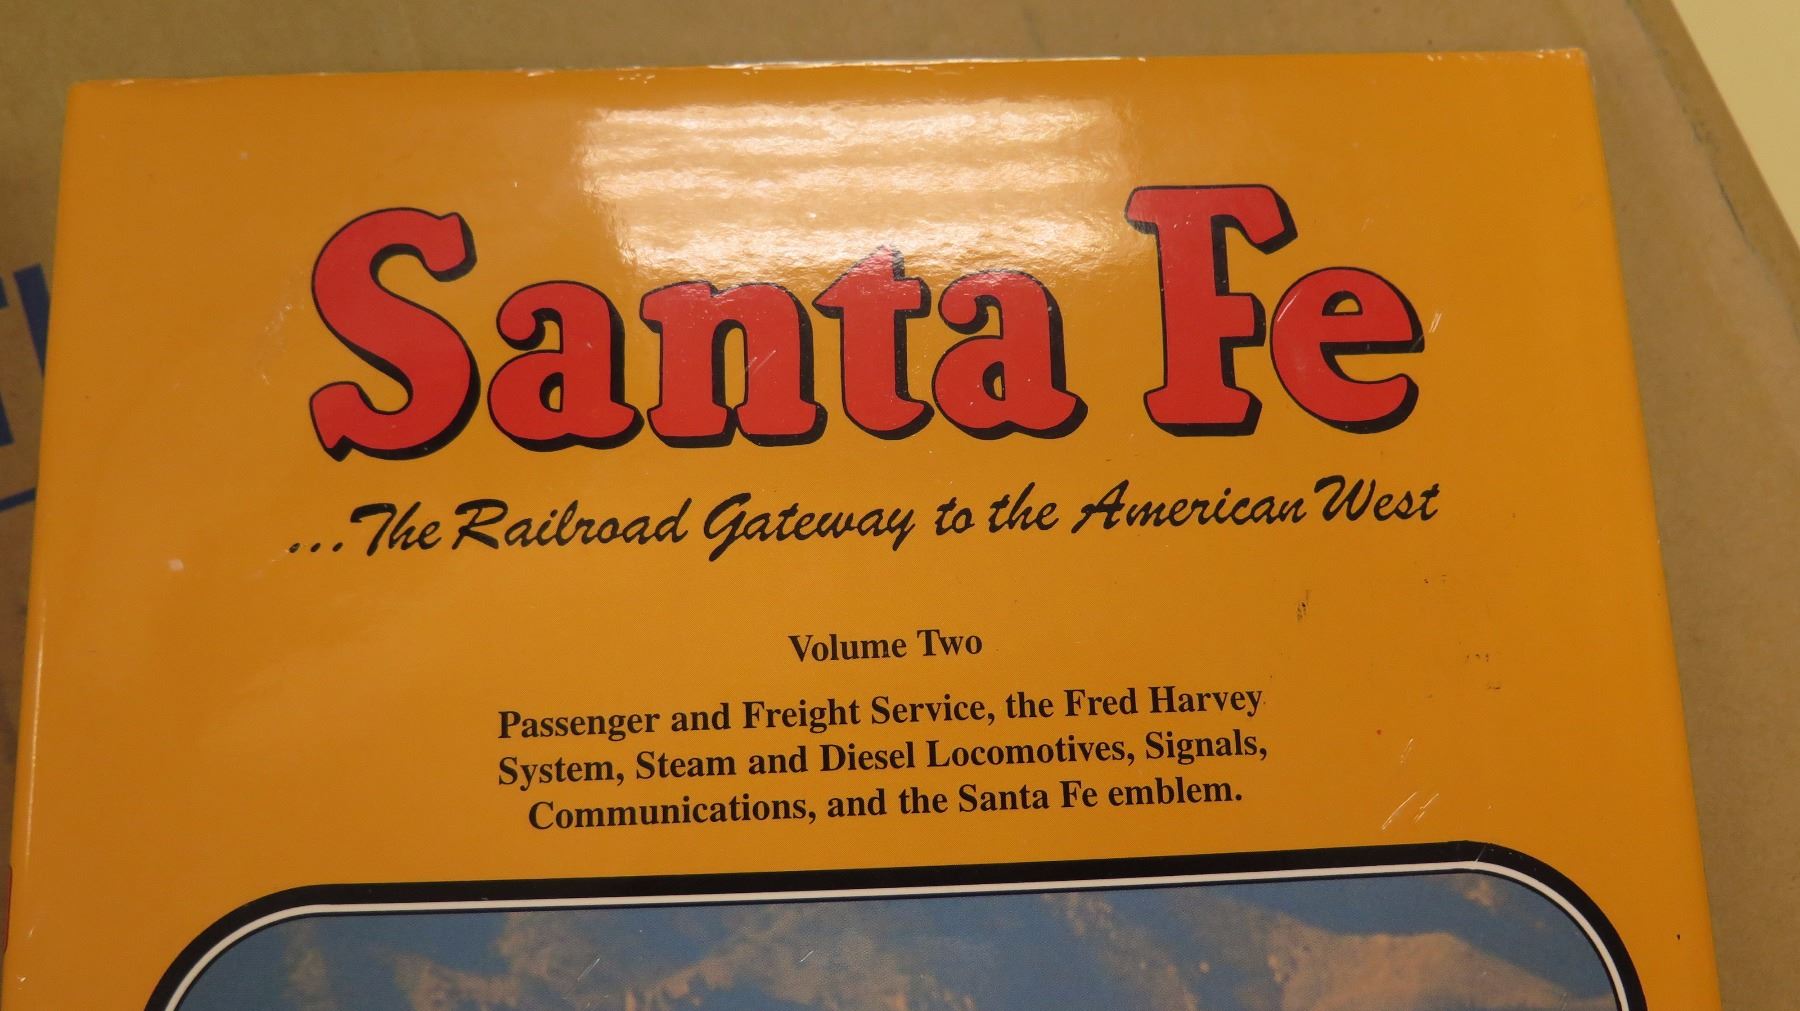 Santa Fe
...The Railroad Gateway to the American West
Volume Two
Passenger and Freight Service, the Fred Harvey
System, Steam and Diesel Locomotives, Signals,
Communications, and the Santa Fe emblem.